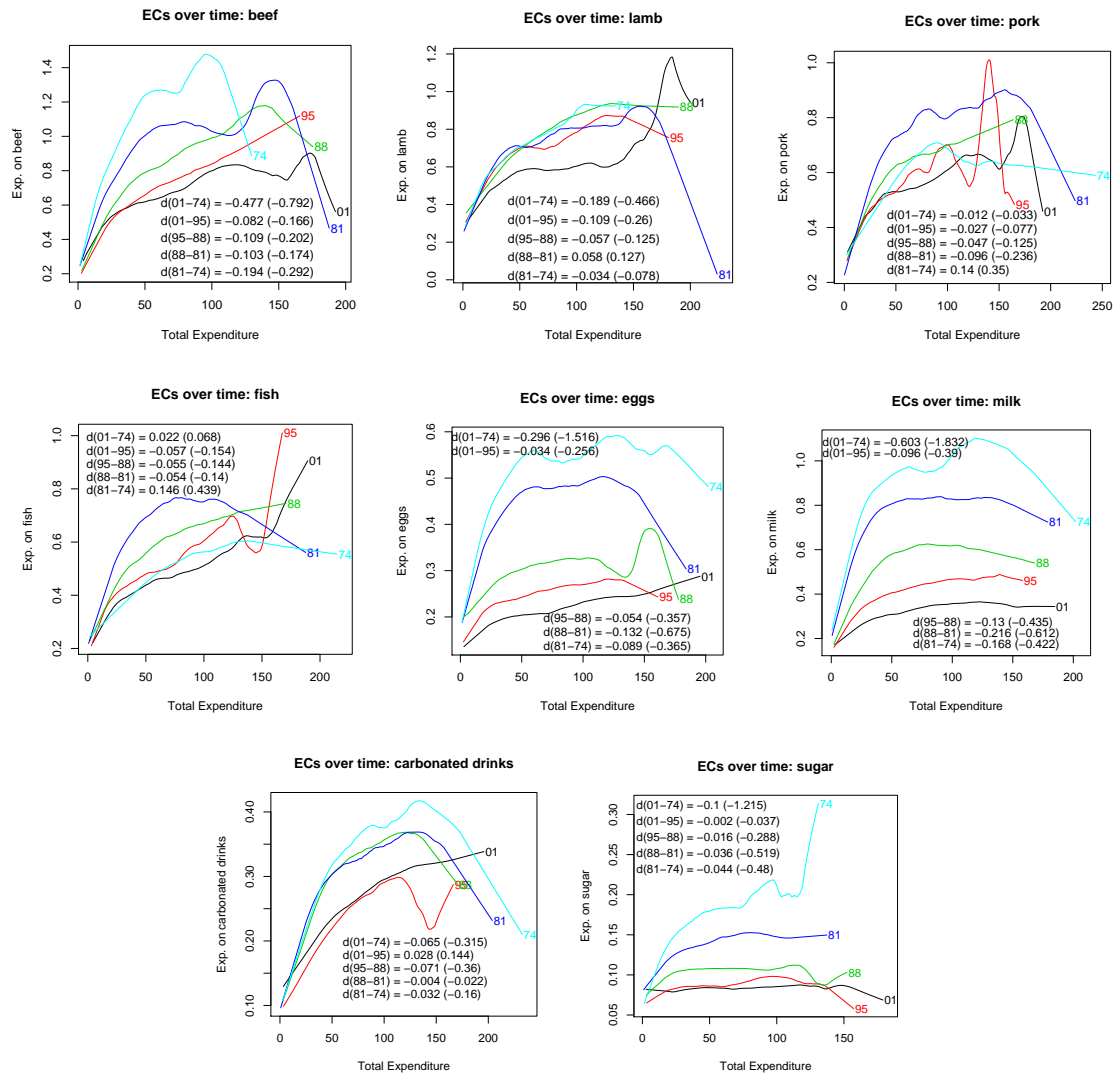 ECs over time: beef
Exp. on beef
0.2 0.4 0.6 0.8 1.0 1.2 1.4
74
95
88
01
81
d(01−74) = −0.477 (−0.792)
d(01−95) = −0.082 (−0.166)
d(95−88) = −0.109 (−0.202)
d(88−81) = −0.103 (−0.174)
d(81−74) = −0.194 (−0.292)
0 50 100 150 200
Total Expenditure
ECs over time: lamb
Exp. on lamb
0.0 0.2 0.4 0.6 0.8 1.0 1.2
74
88
01
95
81
d(01−74) = −0.189 (−0.466)
d(01−95) = −0.109 (−0.26)
d(95−88) = −0.057 (−0.125)
d(88−81) = 0.058 (0.127)
d(81−74) = −0.034 (−0.078)
0 50 100 150 200
Total Expenditure
ECs over time: pork
Exp. on pork
0.2 0.4 0.6 0.8 1.0
88
74
95
01
81
d(01−74) = −0.012 (−0.033)
d(01−95) = −0.027 (−0.077)
d(95−88) = −0.047 (−0.125)
d(88−81) = −0.096 (−0.236)
d(81−74) = 0.14 (0.35)
0 50 100 150 200 250
Total Expenditure
ECs over time: fish
Exp. on fish
0.2 0.4 0.6 0.8 1.0
d(01−74) = 0.022 (0.068)
d(01−95) = −0.057 (−0.154)
d(95−88) = −0.055 (−0.144)
d(88−81) = −0.054 (−0.14)
d(81−74) = 0.146 (0.439)
95
01
88
81
74
0 50 100 150 200
Total Expenditure
ECs over time: eggs
Exp. on eggs
0.2 0.3 0.4 0.5 0.6
d(01−74) = −0.296 (−1.516)
d(01−95) = −0.034 (−0.256)
74
81
01
95
88
d(95−88) = −0.054 (−0.357)
d(88−81) = −0.132 (−0.675)
d(81−74) = −0.089 (−0.365)
0 50 100 150 200
Total Expenditure
ECs over time: milk
Exp. on milk
0.2 0.4 0.6 0.8 1.0
d(01−74) = −0.603 (−1.832)
d(01−95) = −0.096 (−0.39)
74
81
88
95
01
d(95−88) = −0.13 (−0.435)
d(88−81) = −0.216 (−0.612)
d(81−74) = −0.168 (−0.422)
0 50 100 150 200
Total Expenditure
ECs over time: carbonated drinks
Exp. on carbonated drinks
0.10 0.20 0.30 0.40
01
95
88
81
74
d(01−74) = −0.065 (−0.315)
d(01−95) = 0.028 (0.144)
d(95−88) = −0.071 (−0.36)
d(88−81) = −0.004 (−0.022)
d(81−74) = −0.032 (−0.16)
0 50 100 150 200
Total Expenditure
ECs over time: sugar
Exp. on sugar
0.05 0.10 0.15 0.20 0.25 0.30
d(01−74) = −0.1 (−1.215)
d(01−95) = −0.002 (−0.037)
d(95−88) = −0.016 (−0.288)
d(88−81) = −0.036 (−0.519)
d(81−74) = −0.044 (−0.48)
74
81
88
01
95
0 50 100 150
Total Expenditure